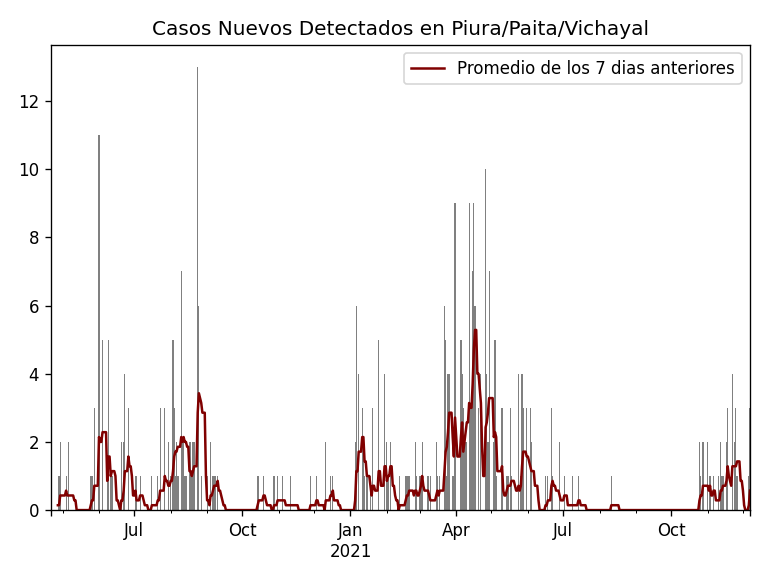 Casos Nuevos Detectados en Piura/Paita/Vichayal
Promedio de los 7 dias anteriores
12
10
8
6
4
2
0
Jul Oct Jan Apr Jul Oct
2021